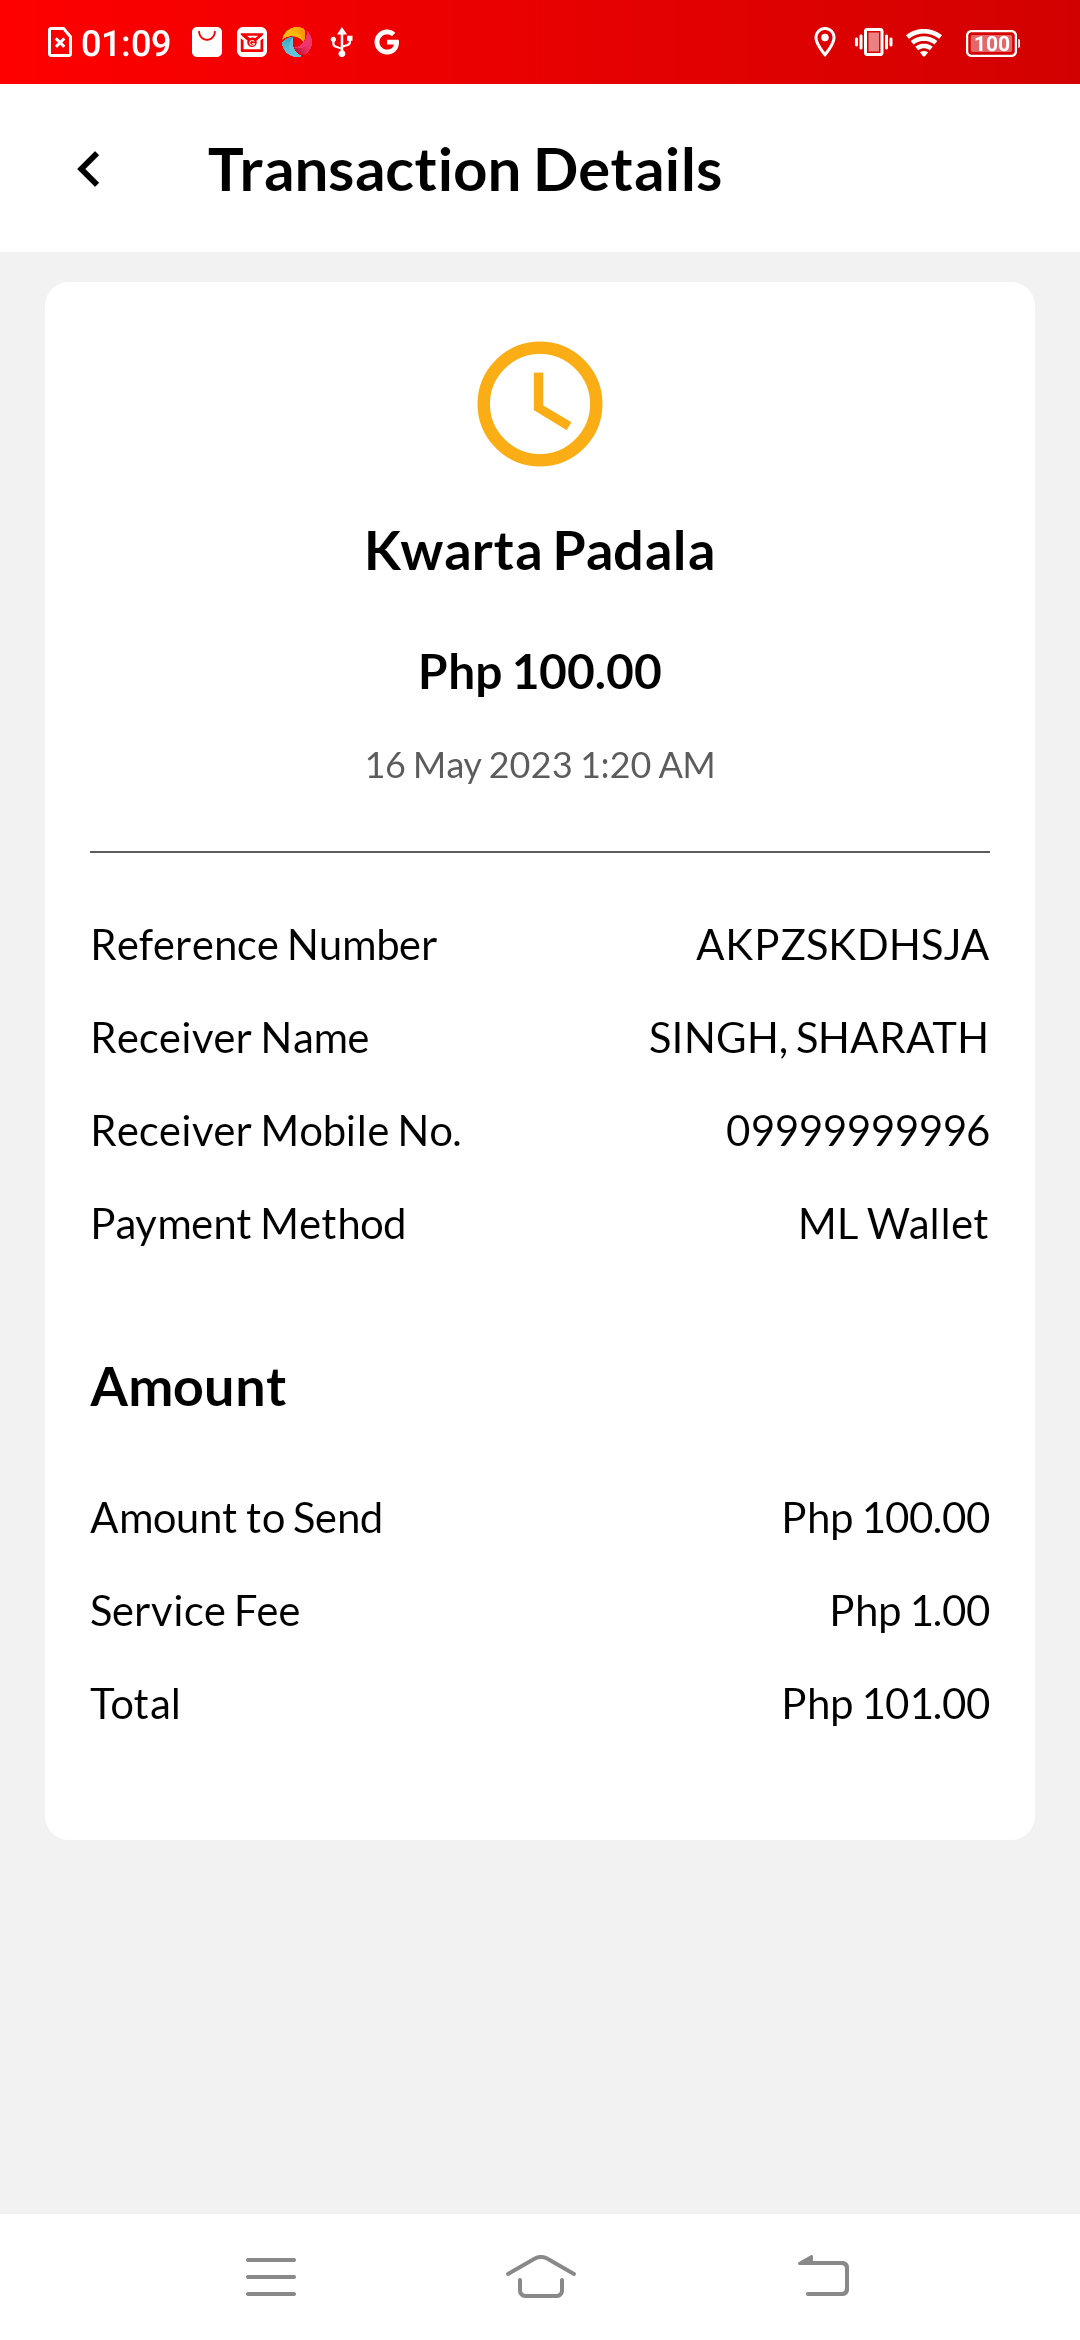 01:09
100
Transaction Details
Kwarta Padala
Php 100.00
16 May 2023 1:20 AM
Reference Number AKPZSKDHSJA
Receiver Name SINGH, SHARATH
Receiver Mobile No. 09999999996
Payment Method ML Wallet
Amount
Amount to Send Php 100.00
Service Fee Php 1.00
Total Php 101.00